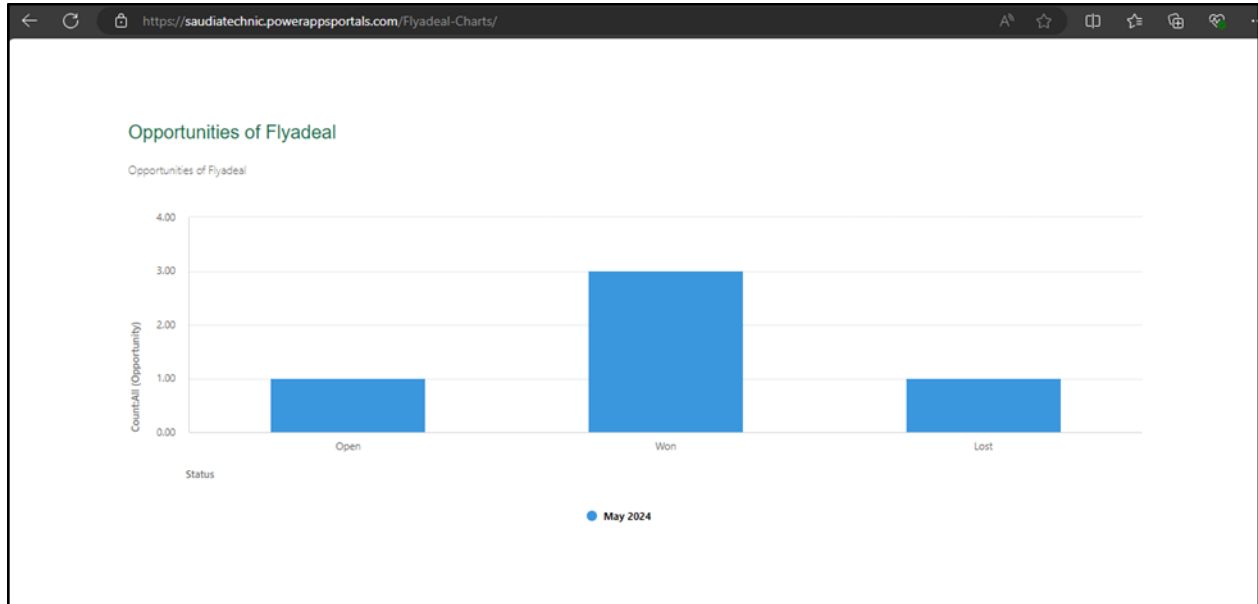 https://saudiatechnic.powerappsportals.com/Flyadeal-Charts/
Opportunities of Flyadeal
Opportunities of Flyadeal
4.00
3.00
2.00
1.00
0.00
Count:All (Opportunity)
Open Won Lost
Status
May 2024